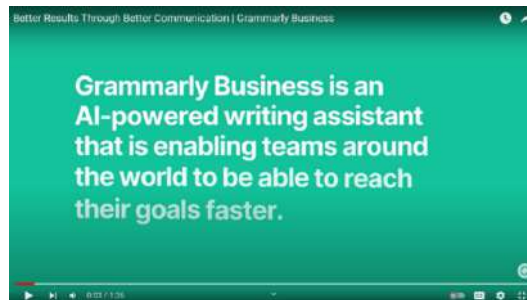 Better Results Through Better Communication | Grammarly Business
Grammarly Business is an
AI-powered writing assistant
that is enabling teams around
the world to be able to reach
their goals faster.
0:03 / 1:26